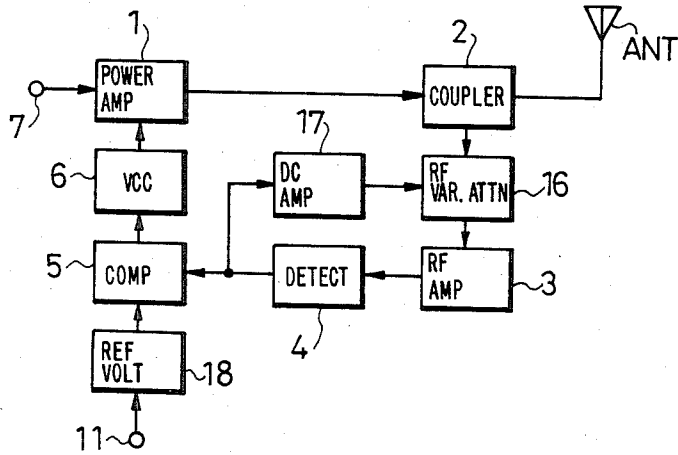 1
2
ANT
POWER
AMP
COUPLER
7
17
6
VCC
DC
AMP
RF
VAR. ATTN
16
5
COMP
DETECT
RF
AMP
3
4
REF
VOLT
18
11